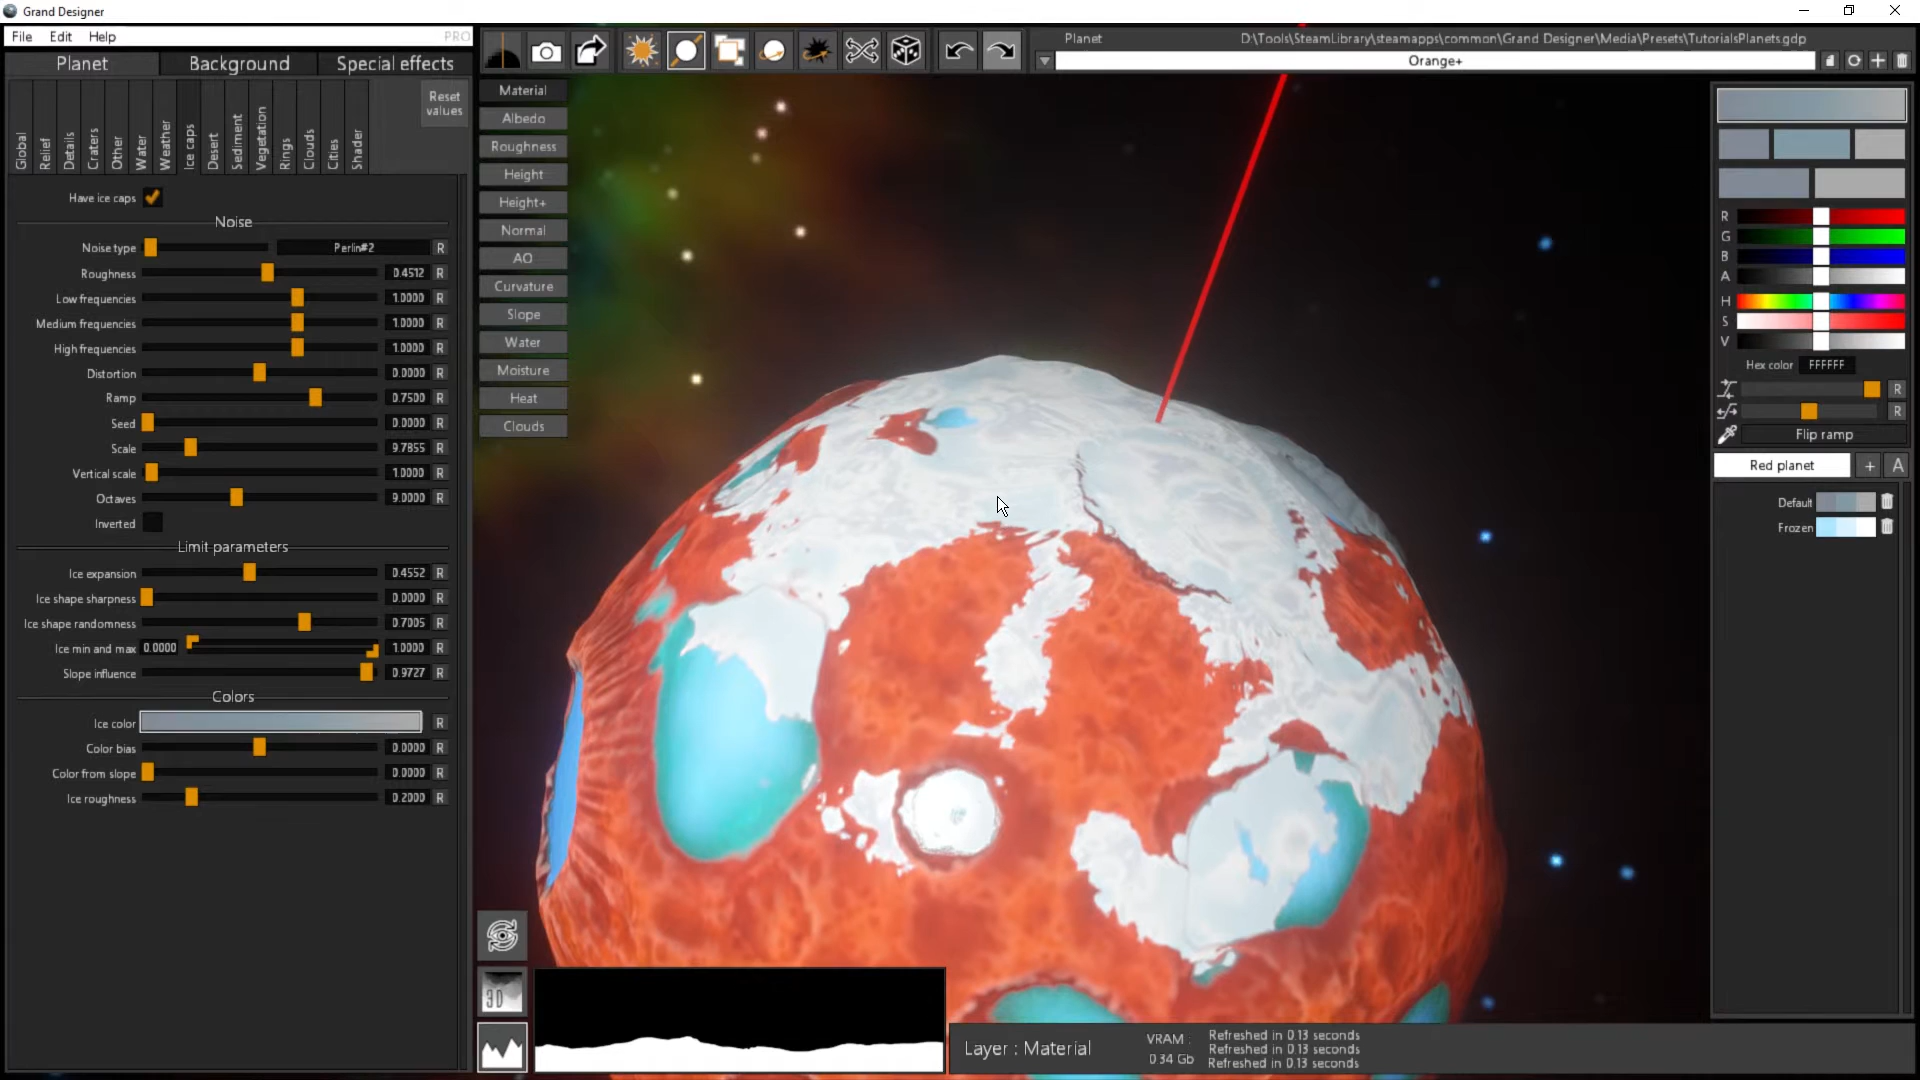 Grand Designer
File Edit Help PRO
Planet Background Special effects
Global Relief Details Craters Other Water Weather Ice caps Desert Sediment Vegetation Rings Clouds Cities Shader
Reset values
Have ice caps
Noise
Noise type Perlin#2 R
Roughness 0.4512 R
Low frequencies 1.0000 R
Medium frequencies 1.0000 R
High frequencies 1.0000 R
Distortion 0.0000 R
Ramp 0.7500 R
Seed 0.0000 R
Scale 9.7855 R
Vertical scale 1.0000 R
Octaves 9.0000 R
Inverted
Limit parameters
Ice expansion 0.4552 R
Ice shape sharpness 0.0000 R
Ice shape randomness 0.7005 R
Ice min and max 0.0000 1.0000 R
Slope influence 0.9727 R
Colors
Ice color R
Color bias 0.0000 R
Color from slope 0.0000 R
Ice roughness 0.2000 R
Material
Albedo
Roughness
Height
Height+
Normal
AO
Curvature
Slope
Water
Moisture
Heat
Clouds
3D
Planet D:\Tools\SteamLibrary\steamapps\common\Grand Designer\Media\Presets\TutorialsPlanets.gdp
Orange+
R
G
B
A
H
S
V
Hex color FFFFFF
R
R
Flip ramp
Red planet + A
Default
Frozen
Layer : Material
VRAM :
0.34 Gb
Refreshed in 0.13 seconds
Refreshed in 0.13 seconds
Refreshed in 0.13 seconds